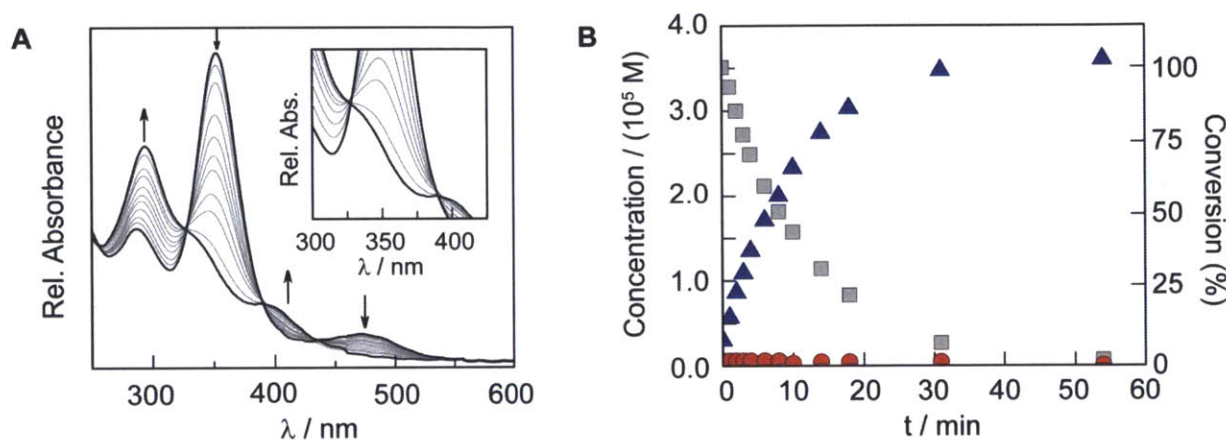 A
Rel. Absorbance
300
400
500
600
λ / nm
Rel. Abs.
300
350
400
λ / nm
B
Concentration / (10⁵ M)
4.0
3.0
2.0
1.0
0.0
0
10
20
30
40
50
60
t / min
100
75
50
25
0
Conversion (%)